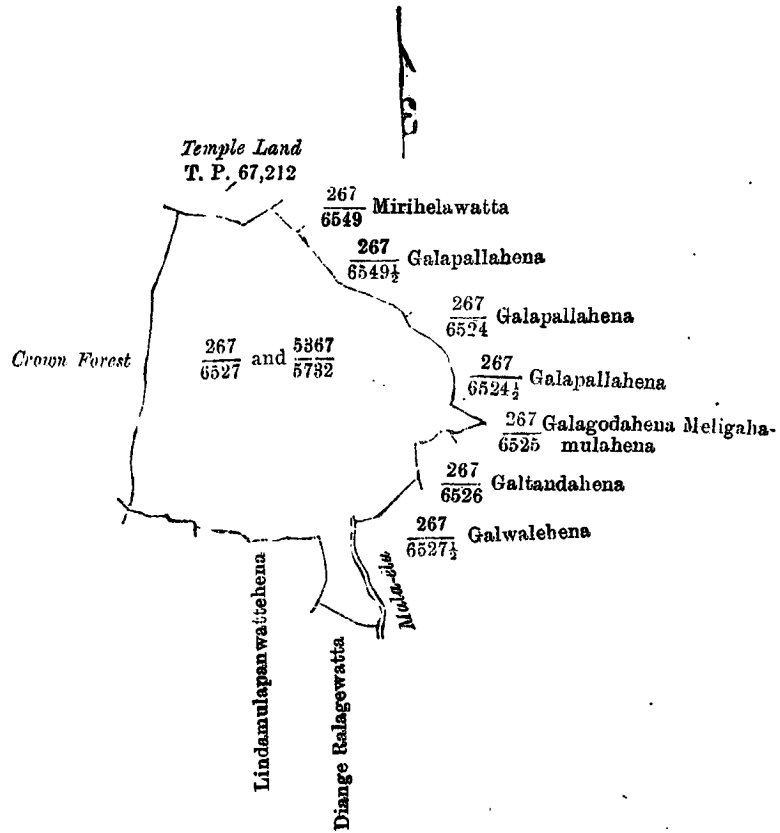 Temple Land
T. P. 67,212
267/6549 Mirihelawatta
267/6549½ Galapallahena
267/6524 Galapallahena
Crown Forest
267/6527 and 5367/5732
267/6524½ Galapallahena
267/6525 Galagodahena Meligaha-
mulahena
267/6526 Galtandahena
267/6527½ Galwalehena
Mala-ela
Lindamulapanwattehena
Diange Ralagewatta